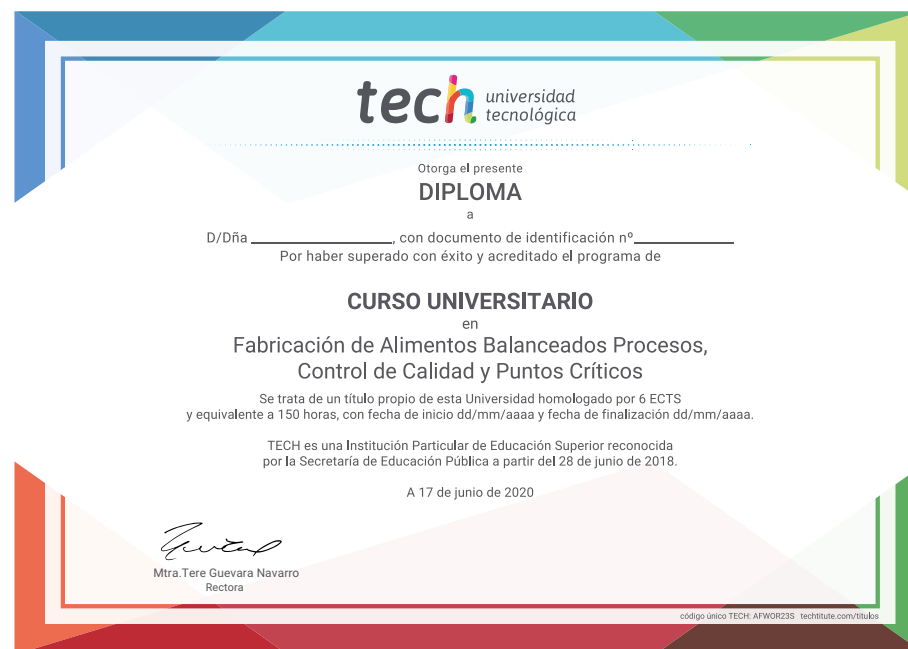 tech universidad
tecnológica
Otorga el presente
DIPLOMA
a
D/Dña ____________________, con documento de identificación nº______________
Por haber superado con éxito y acreditado el programa de
CURSO UNIVERSITARIO
en
Fabricación de Alimentos Balanceados Procesos,
Control de Calidad y Puntos Críticos
Se trata de un título propio de esta Universidad homologado por 6 ECTS
y equivalente a 150 horas, con fecha de inicio dd/mm/aaaa y fecha de finalización dd/mm/aaaa.
TECH es una Institución Particular de Educación Superior reconocida
por la Secretaría de Educación Pública a partir del 28 de junio de 2018.
A 17 de junio de 2020
Mtra.Tere Guevara Navarro
Rectora
código único TECH: AFWOR23S techtitute.com/títulos